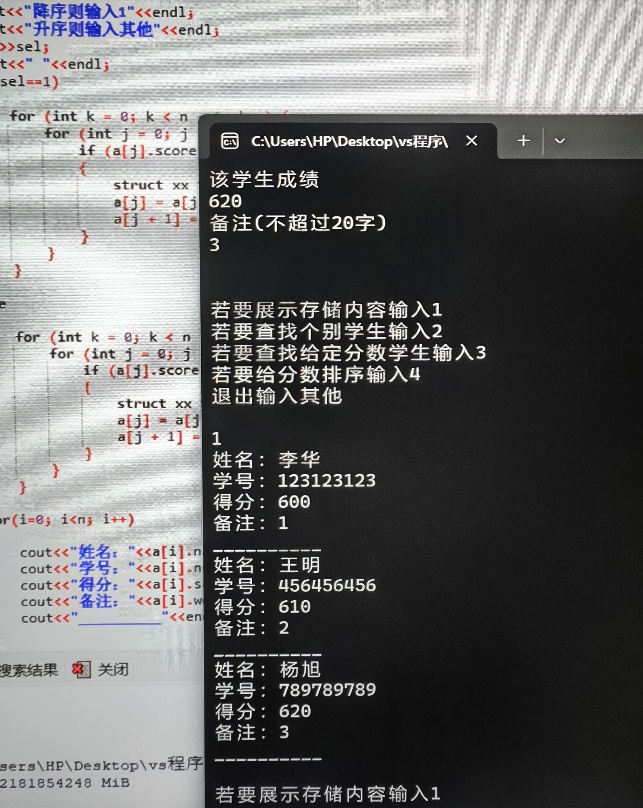 t<<"降序则输入1"<<endl;
t<<"升序则输入其他"<<endl;
>>sel;
t<<" "<<endl;
sel==1)
for (int k = 0; k < n
for (int j = 0; j
if (a[j].score
{
struct xx
a[j] = a[j
a[j + 1] =
}
}
}
e
for (int k = 0; k < n
for (int j = 0; j
if (a[j].score
{
struct xx
a[j] = a[j
a[j + 1] =
}
}
}
or(i=0; i<n; i++)
cout<<"姓名: "<<a[i].n
cout<<"学号: "<<a[i].n
cout<<"得分: "<<a[i].s
cout<<"备注: "<<a[i].w
cout<<"__________"<<en
搜索结果 关闭
sers\HP\Desktop\vs程序
2181854248 MiB
C:\Users\HP\Desktop\vs程序\
该学生成绩
620
备注(不超过20字)
3
若要展示存储内容输入1
若要查找个别学生输入2
若要查找给定分数学生输入3
若要给分数排序输入4
退出输入其他
1
姓名: 李华
学号: 123123123
得分: 600
备注: 1
__________
姓名: 王明
学号: 456456456
得分: 610
备注: 2
__________
姓名: 杨旭
学号: 789789789
得分: 620
备注: 3
__________
若要展示存储内容输入1